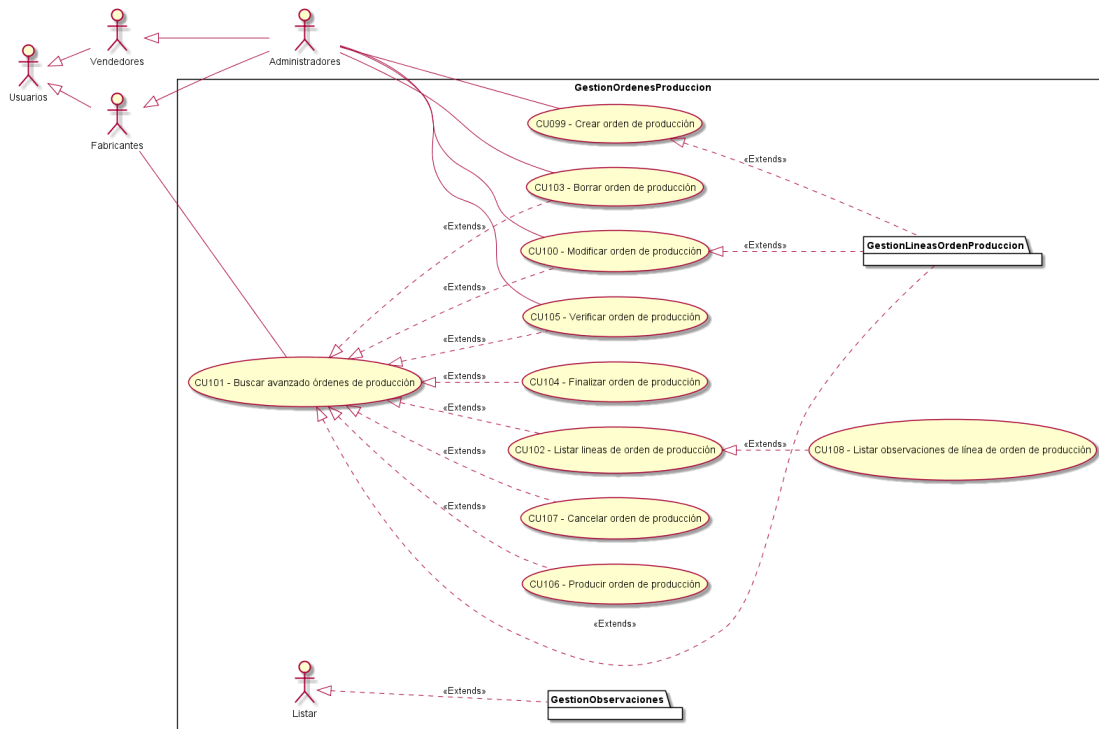 Vendedores
Administradores
Usuarios
Fabricantes
GestionOrdenesProduccion
CU099 - Crear orden de producción
«Extends»
CU103 - Borrar orden de producción
«Extends»
CU100 - Modificar orden de producción
«Extends»
GestionLineasOrdenProduccion
«Extends»
CU105 - Verificar orden de producción
«Extends»
CU101 - Buscar avanzado órdenes de producción
«Extends»
CU104 - Finalizar orden de producción
«Extends»
CU102 - Listar lineas de orden de producción
«Extends»
CU108 - Listar observaciones de línea de orden de producción
«Extends»
CU107 - Cancelar orden de producción
«Extends»
CU106 - Producir orden de producción
«Extends»
Listar
«Extends»
GestionObservaciones